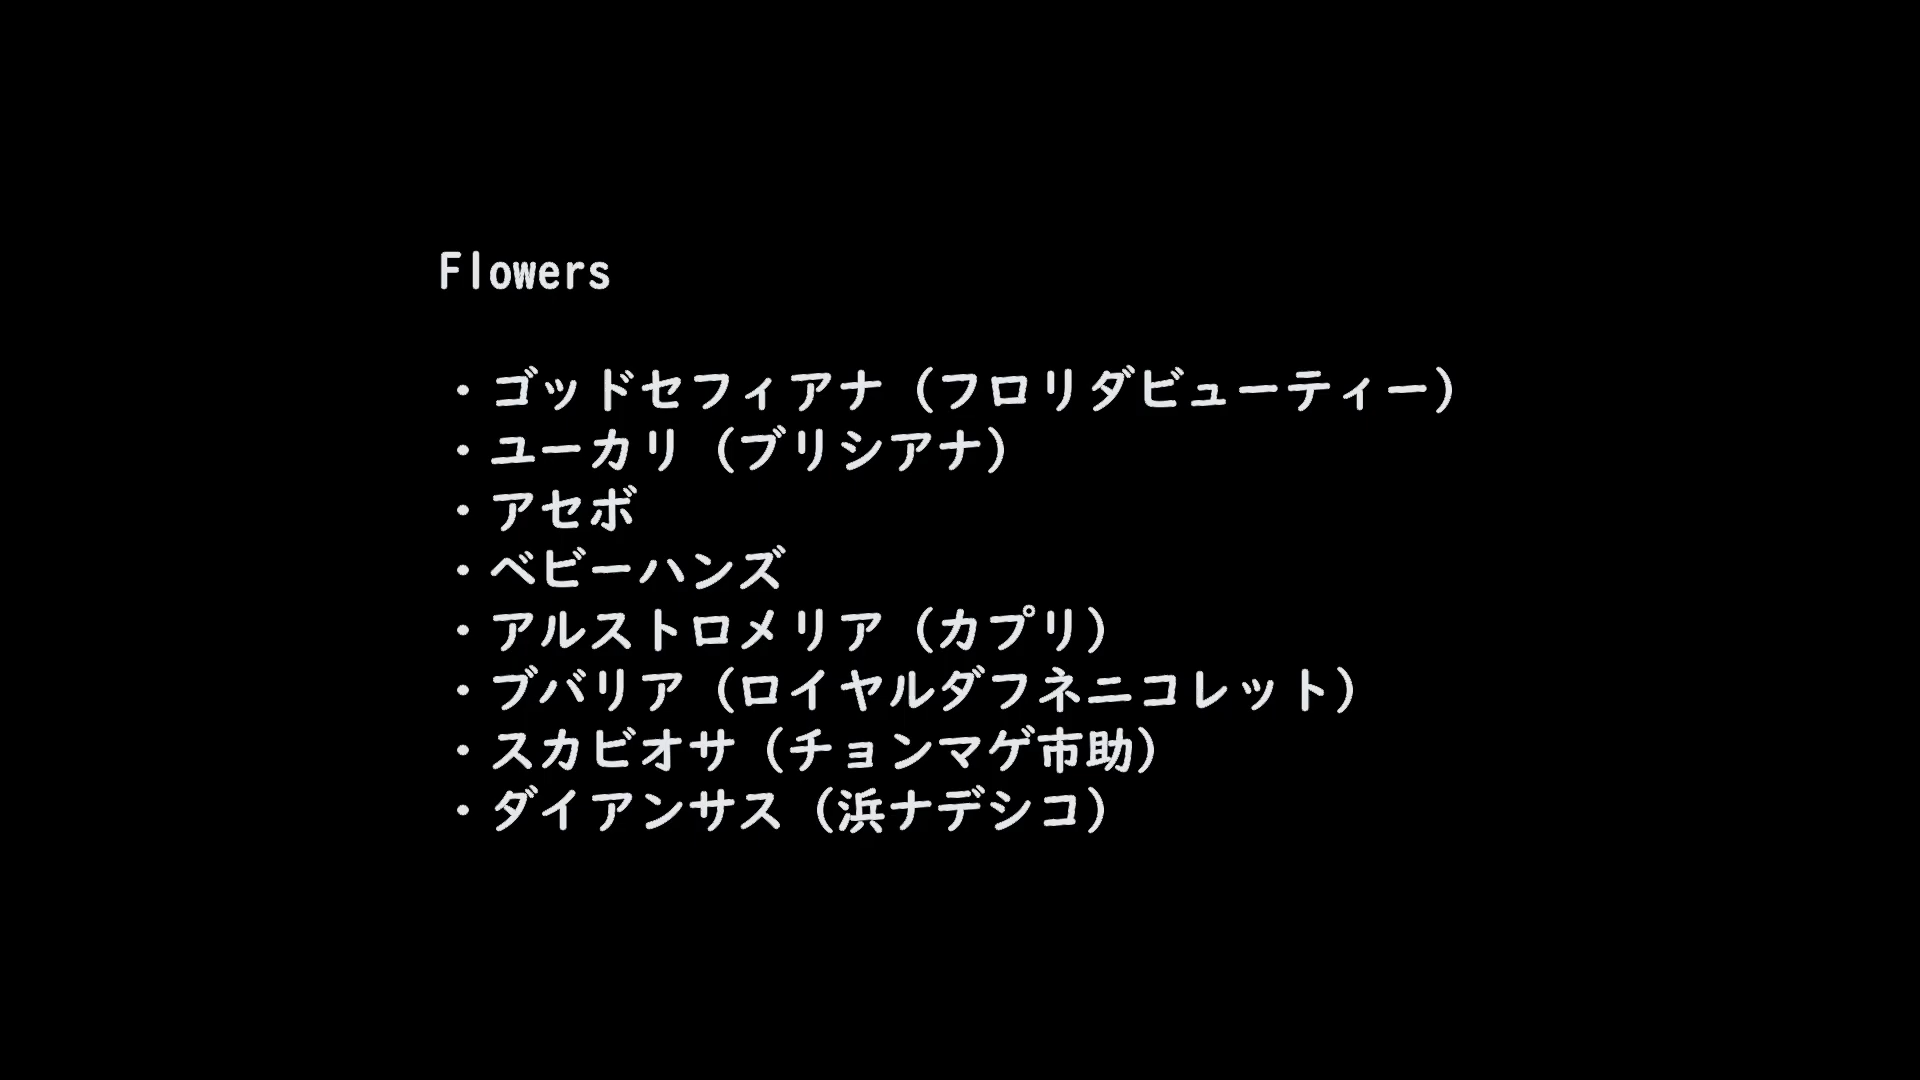 Flowers
・ゴッドセフィアナ（フロリダビューティー）
・ユーカリ（ブリシアナ）
・アセボ
・ベビーハンズ
・アルストロメリア（カプリ）
・ブバリア（ロイヤルダフネニコレット）
・スカビオサ（チョンマゲ市助）
・ダイアンサス（浜ナデシコ）